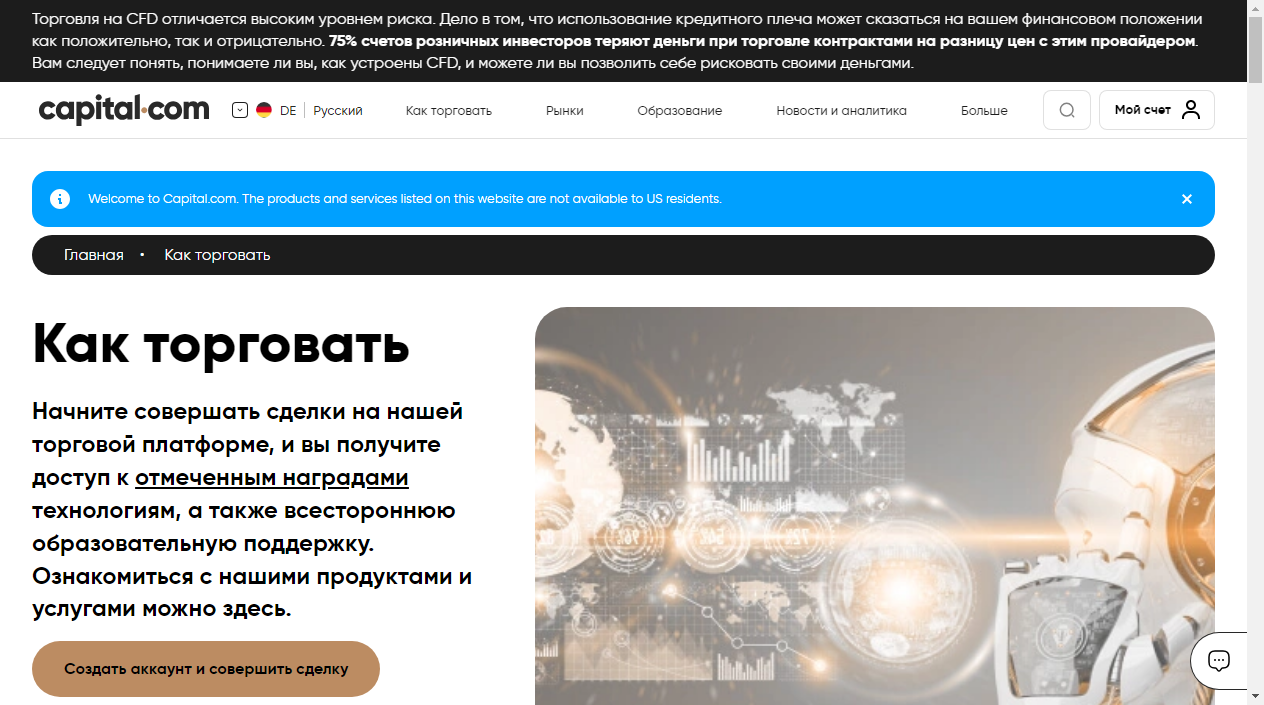 Торговля на CFD отличается высоким уровнем риска. Дело в том, что использование кредитного плеча может сказаться на вашем финансовом положении
как положительно, так и отрицательно. 75% счетов розничных инвесторов теряют деньги при торговле контрактами на разницу цен с этим провайдером.
Вам следует понять, понимаете ли вы, как устроены CFD, и можете ли вы позволить себе рисковать своими деньгами.
capital.com DE Русский Как торговать Рынки Образование Новости и аналитика Больше Мой счет
Welcome to Capital.com. The products and services listed on this website are not available to US residents.
Главная • Как торговать
Как торговать
Начните совершать сделки на нашей
торговой платформе, и вы получите
доступ к отмеченным наградами
технологиям, а также всестороннюю
образовательную поддержку.
Ознакомиться с нашими продуктами и
услугами можно здесь.
Создать аккаунт и совершить сделку